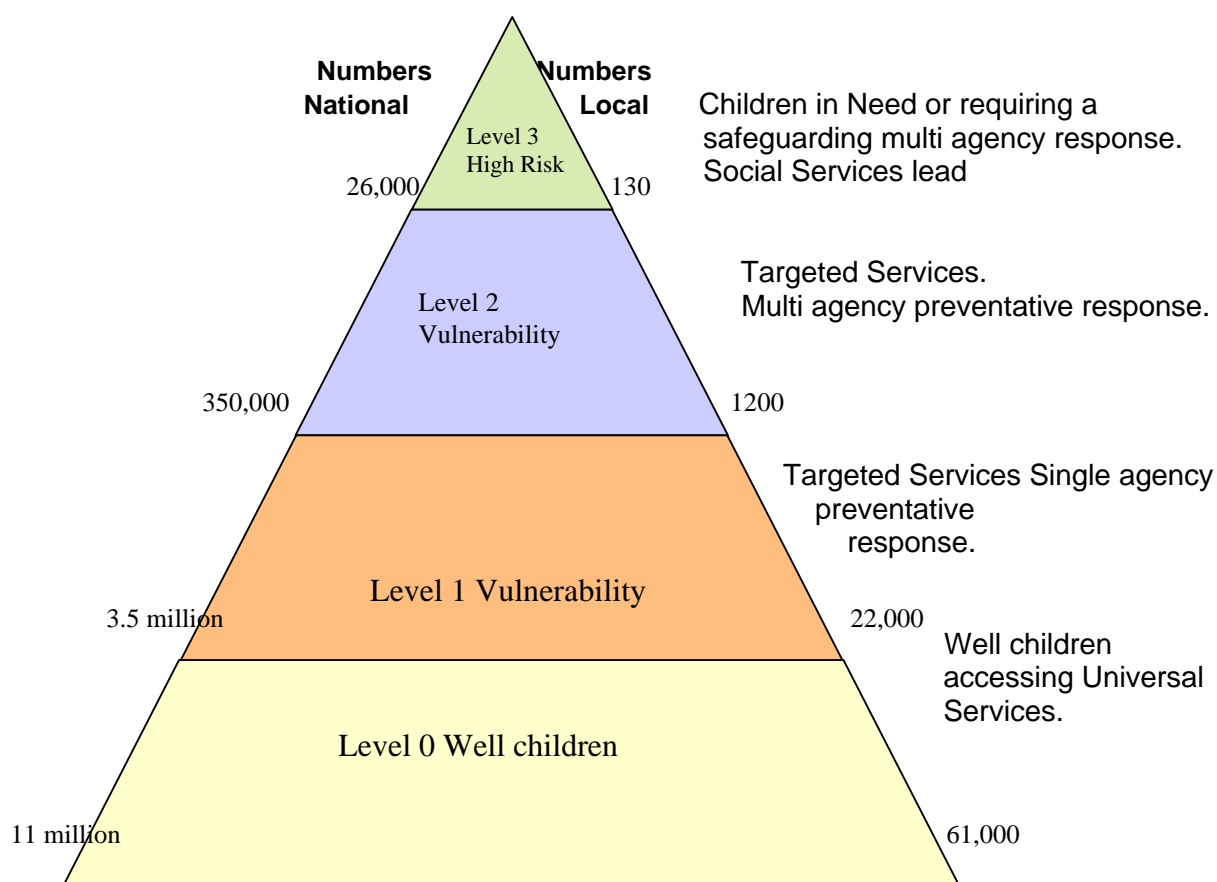 Numbers
National
Numbers
Local
Level 3
High Risk
26,000
130
Children in Need or requiring a
safeguarding multi agency response.
Social Services lead
Level 2
Vulnerability
350,000
1200
Targeted Services.
Multi agency preventative response.
Level 1 Vulnerability
3.5 million
22,000
Targeted Services Single agency
preventative
response.
Level 0 Well children
11 million
61,000
Well children
accessing Universal
Services.